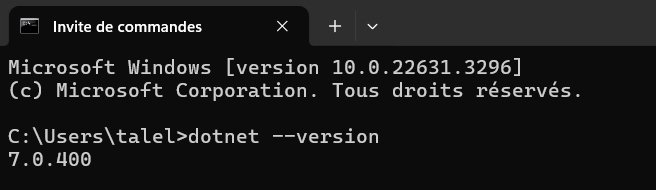 Invite de commandes
Microsoft Windows [version 10.0.22631.3296]
(c) Microsoft Corporation. Tous droits réservés.
C:\Users\talel>dotnet --version
7.0.400